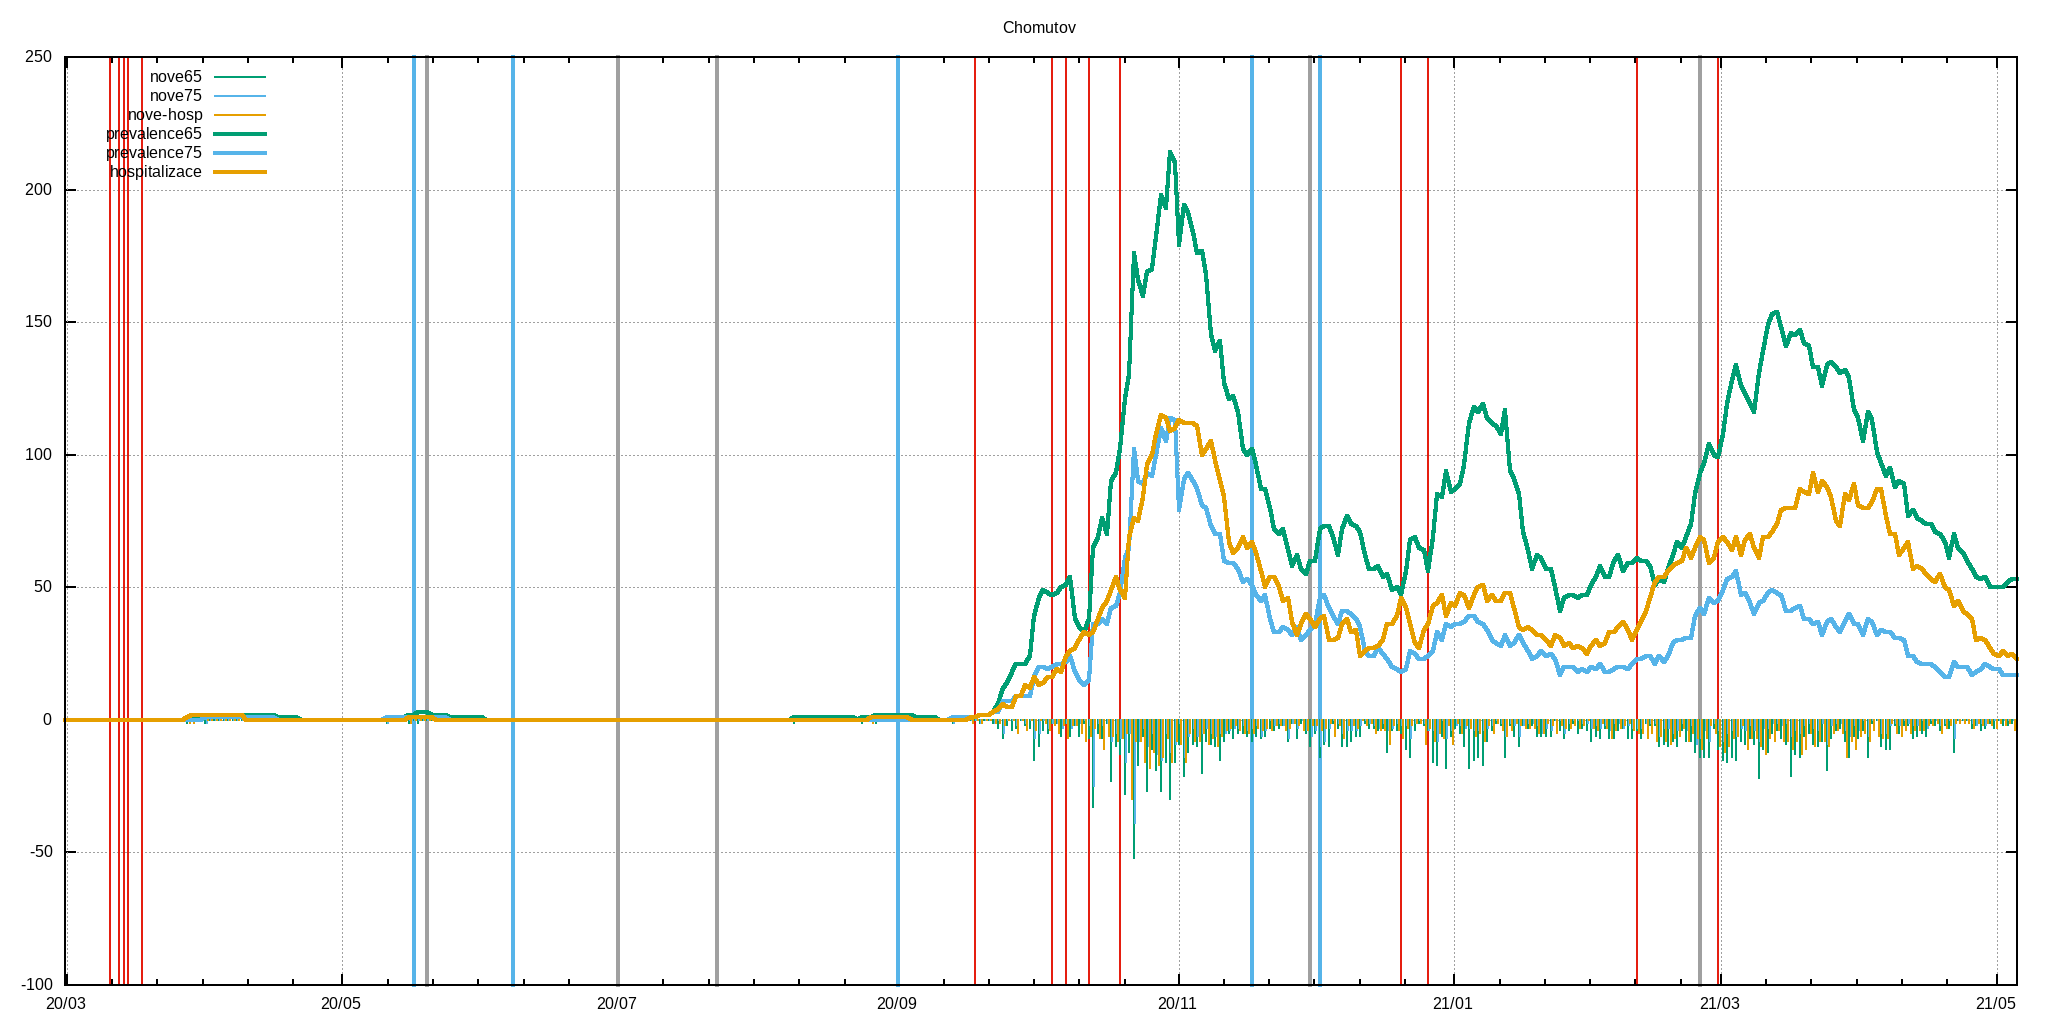 Chomutov
250
200
150
100
50
0
-50
-100
nove65
nove75
nove-hosp
prevalence65
prevalence75
hospitalizace
20/03 20/05 20/07 20/09 20/11 21/01 21/03 21/05